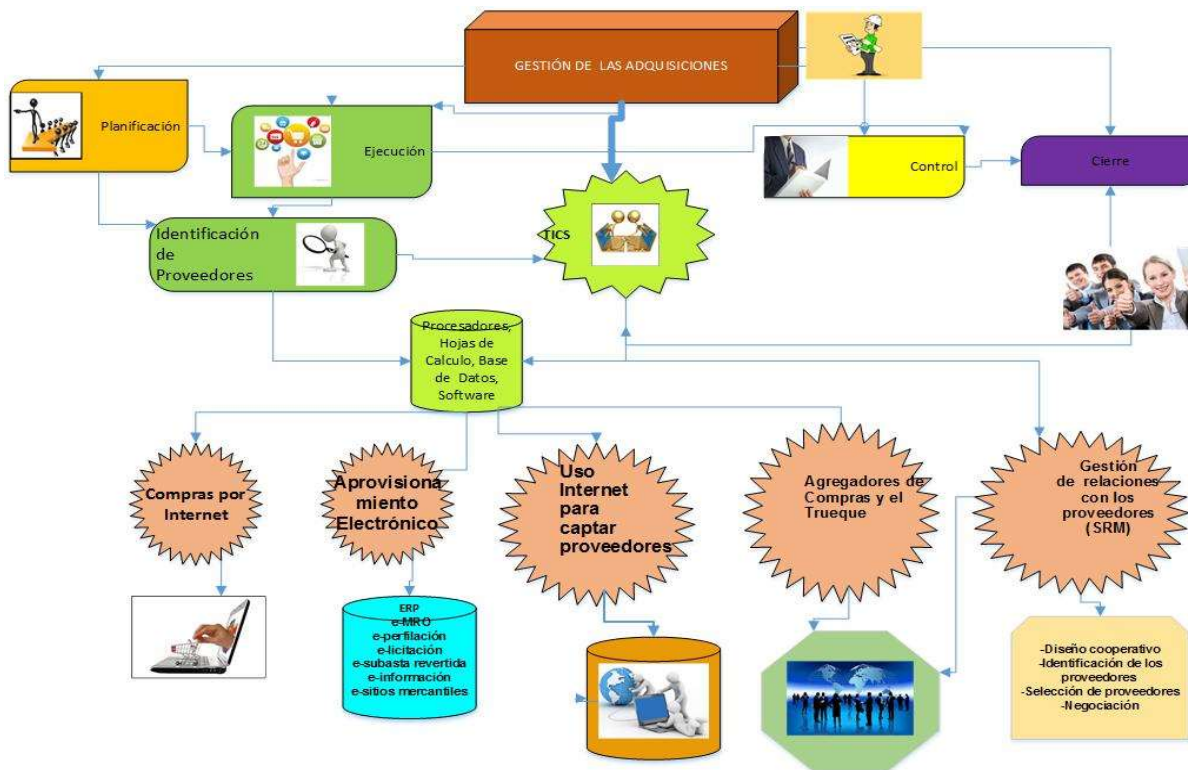 GESTIÓN DE LAS ADQUISICIONES
Planificación
Ejecución
Control
Cierre
Identificación
de
Proveedores
TICS
Procesadores,
Hojas de
Calculo, Base
de Datos,
Software
Compras por
Internet
Aprovisiona
miento
Electrónico
Uso
Internet
para
captar
proveedores
Agregadores de
Compras y el
Trueque
Gestión
de relaciones
con los
proveedores
(SRM)
ERP
e-MRO
e-perfilación
e-licitación
e-subasta revertida
e-información
e-sitios mercantiles
-Diseño cooperativo
-Identificación de los
proveedores
-Selección de proveedores
-Negociación